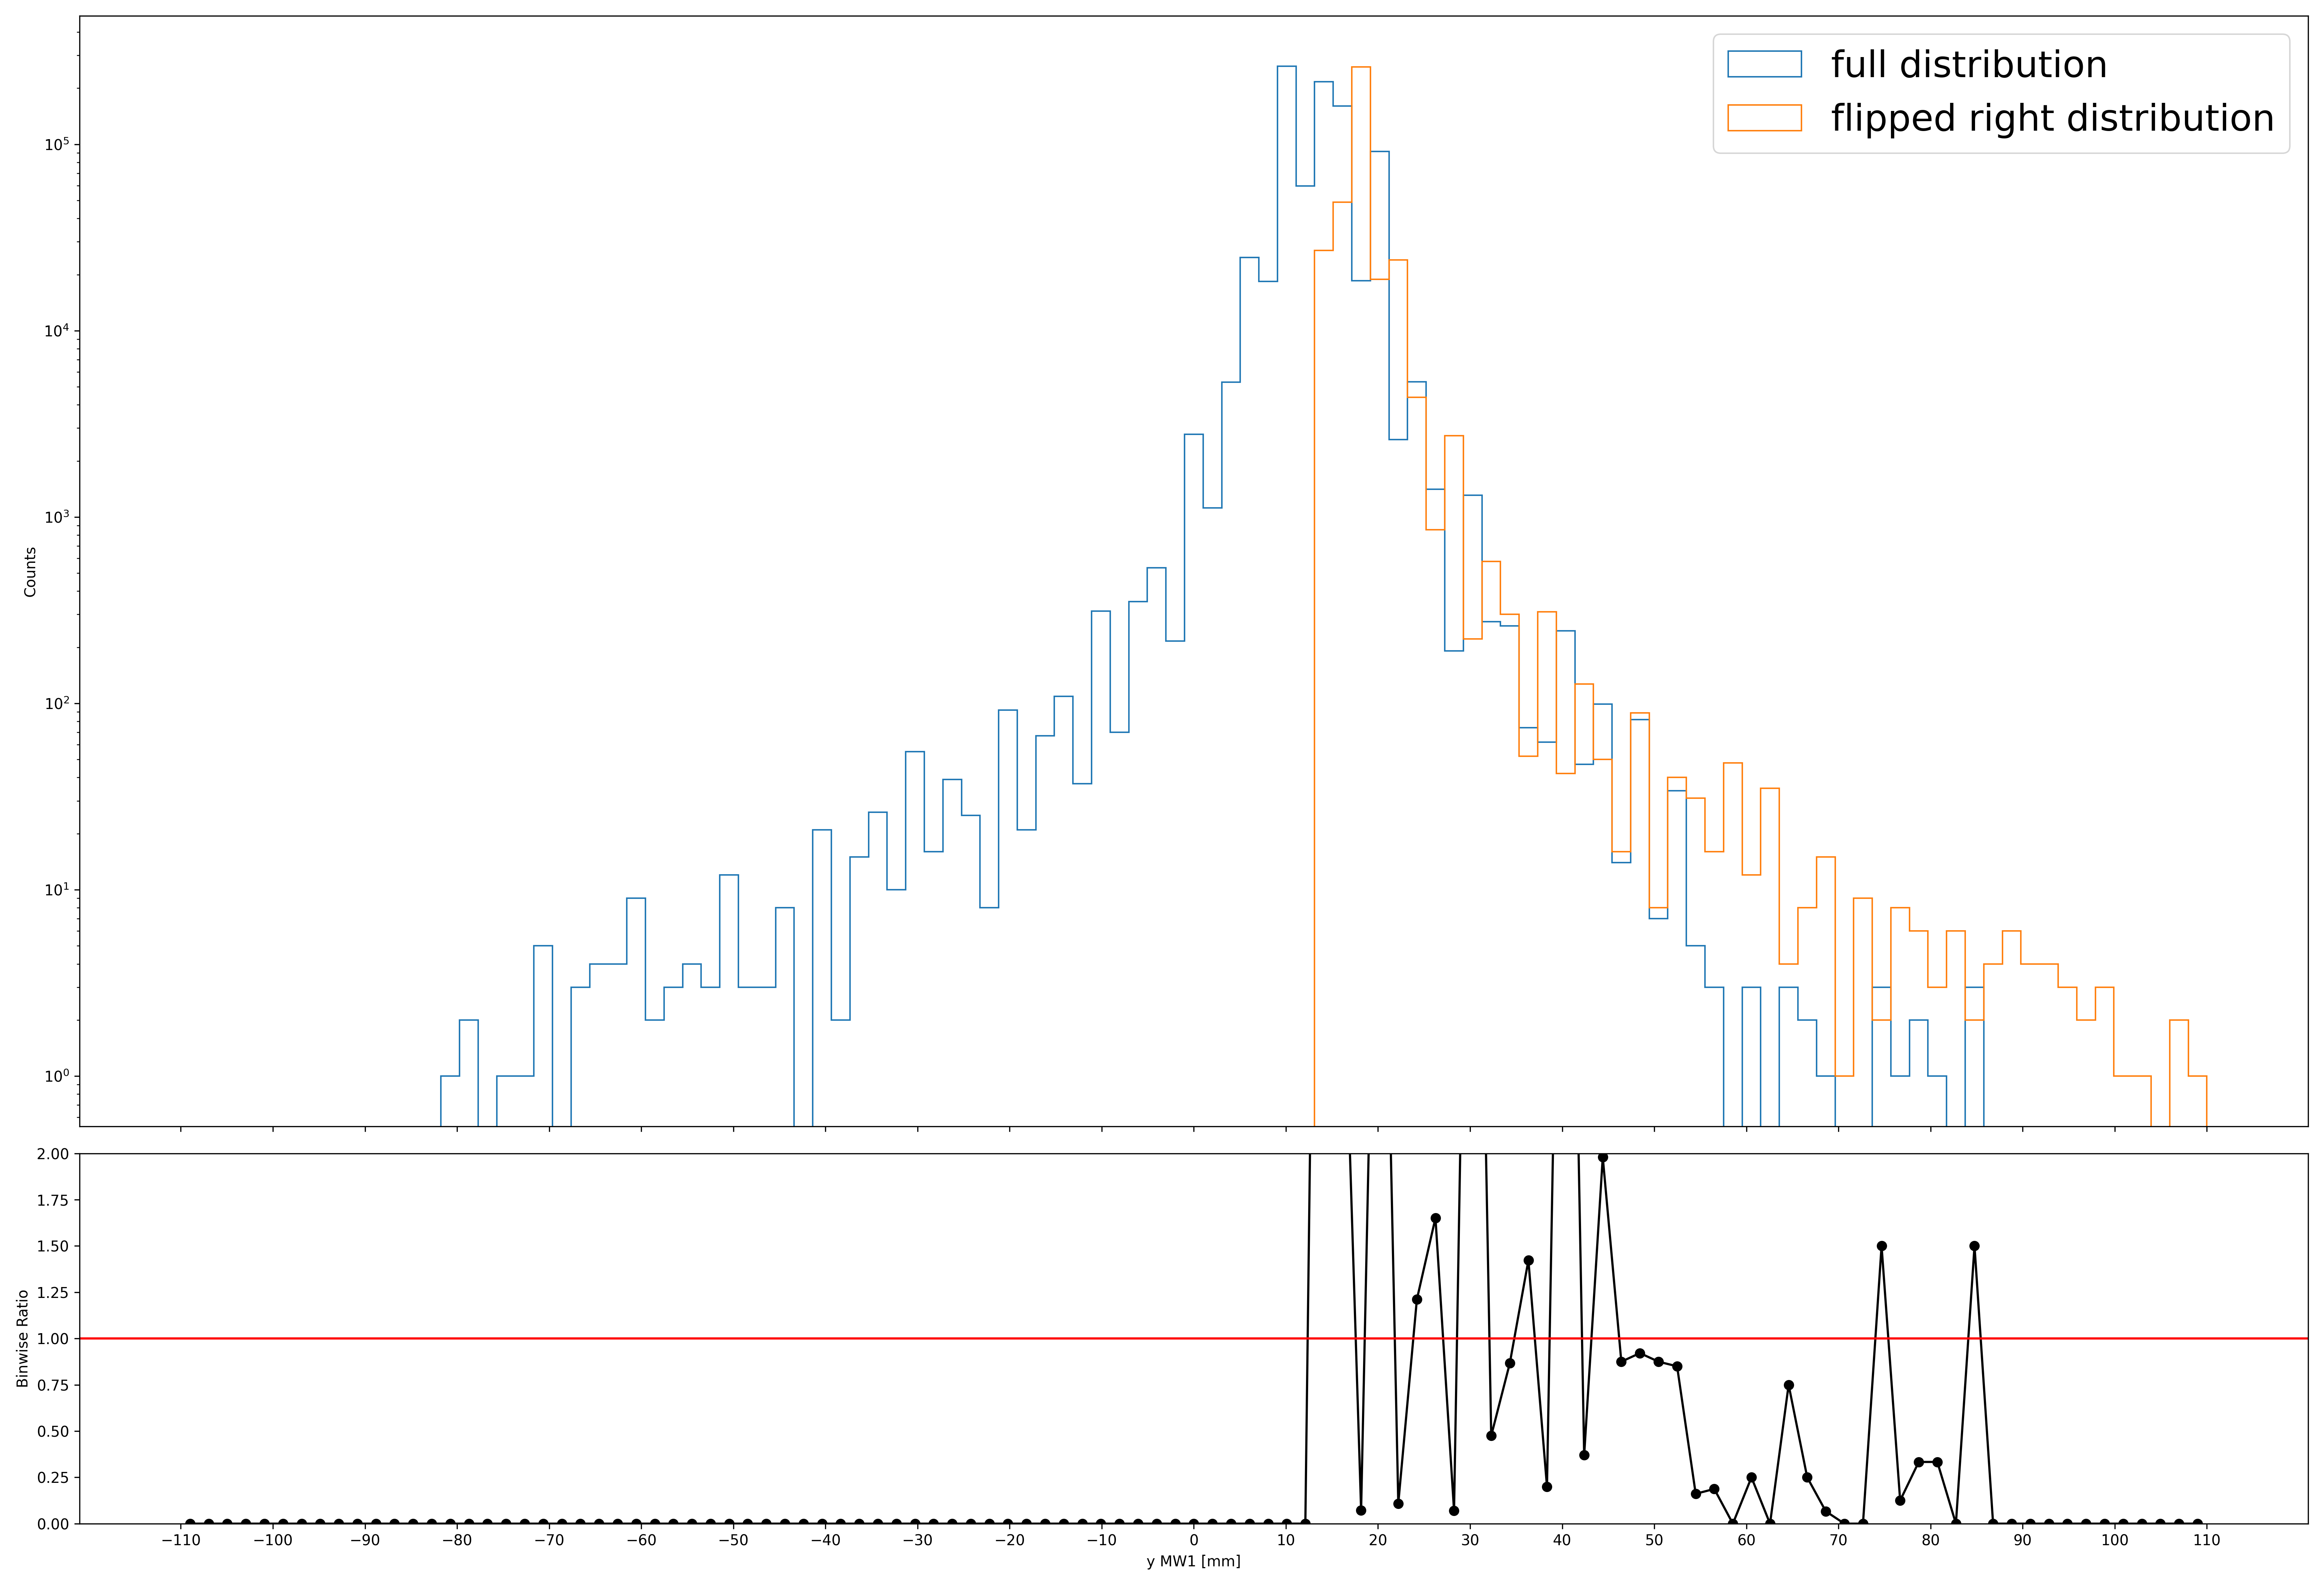 full distribution
flipped right distribution
10⁵
10⁴
10³
10²
10¹
10⁰
Counts
2.00
1.75
1.50
1.25
1.00
0.75
0.50
0.25
0.00
Binwise Ratio
−110 −100 −90 −80 −70 −60 −50 −40 −30 −20 −10 0 10 20 30 40 50 60 70 80 90 100 110
y MW1 [mm]